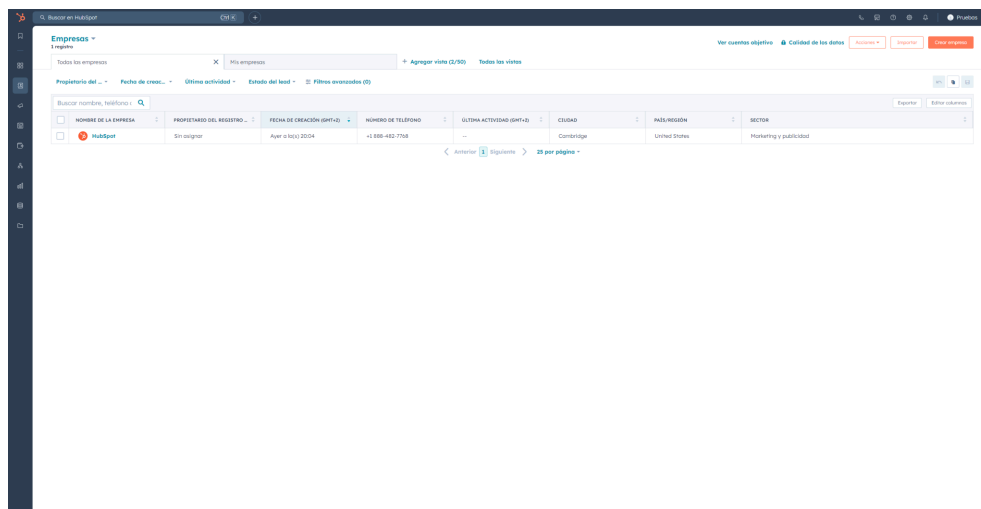 Buscar en HubSpot Ctrl K +
Pruebas
Empresas
1 registro
Ver cuentas objetivo Calidad de los datos Acciones Importar Crear empresa
Todas las empresas X Mis empresas + Agregar vista (2/50) Todas las vistas
Propietario del ... Fecha de creac... Última actividad Estado del lead Filtros avanzados (0)
Buscar nombre, teléfono Exportar Editar columnas
NOMBRE DE LA EMPRESA PROPIETARIO DEL REGISTRO ... FECHA DE CREACIÓN (GMT+2) NÚMERO DE TELÉFONO ÚLTIMA ACTIVIDAD (GMT+2) CIUDAD PAÍS/REGIÓN SECTOR
HubSpot Sin asignar Ayer a la(s) 20:04 +1 888-482-7768 -- Cambridge United States Marketing y publicidad
Anterior 1 Siguiente 25 por página